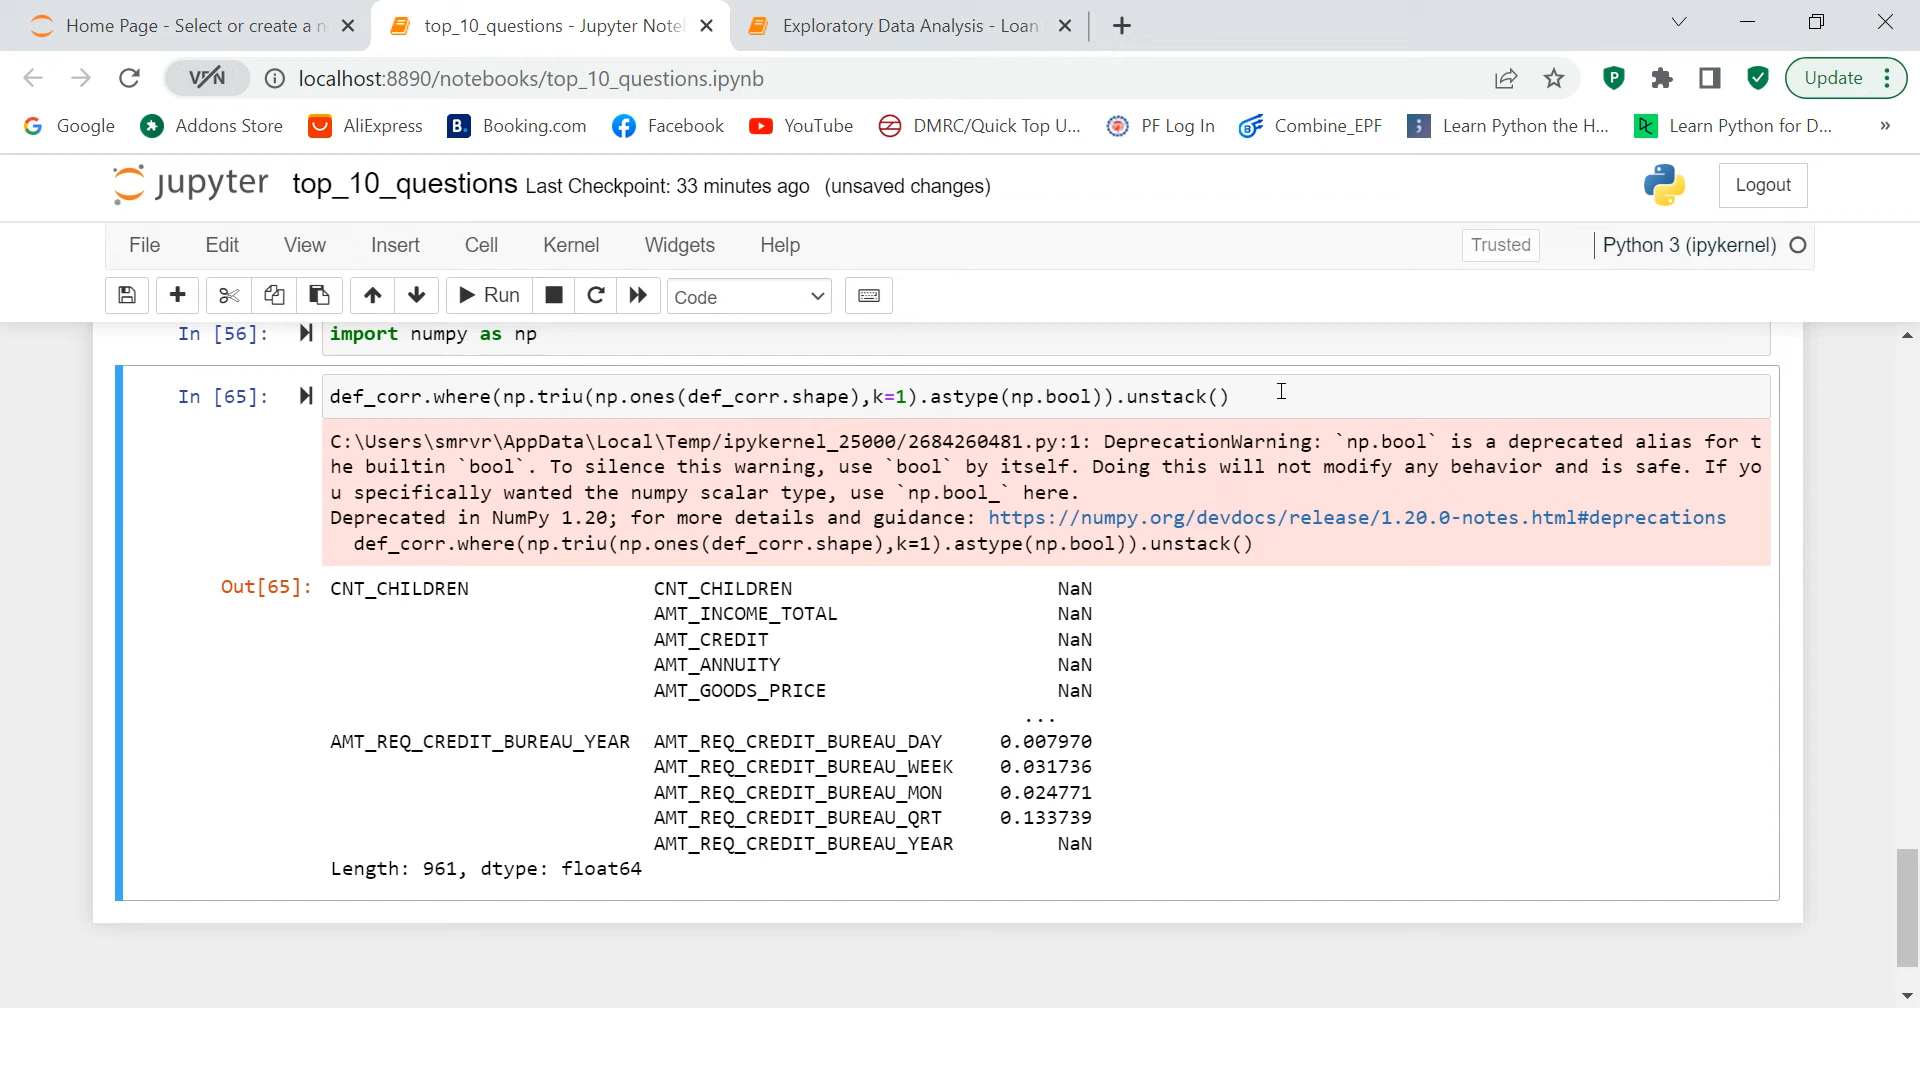 Home Page - Select or create a n
top_10_questions - Jupyter Note
Exploratory Data Analysis - Loan
VPN
localhost:8890/notebooks/top_10_questions.ipynb
Update
Google
Addons Store
AliExpress
B.
Booking.com
Facebook
YouTube
DMRC/Quick Top U...
PF Log In
Combine_EPF
Learn Python the H...
Learn Python for D...
»
jupyter top_10_questions Last Checkpoint: 33 minutes ago (unsaved changes)
Logout
File Edit View Insert Cell Kernel Widgets Help
Trusted
Python 3 (ipykernel)
Run
Code
In [56]: import numpy as np
In [65]: def_corr.where(np.triu(np.ones(def_corr.shape),k=1).astype(np.bool)).unstack()
C:\Users\smrvr\AppData\Local\Temp/ipykernel_25000/2684260481.py:1: DeprecationWarning: `np.bool` is a deprecated alias for t
he builtin `bool`. To silence this warning, use `bool` by itself. Doing this will not modify any behavior and is safe. If yo
u specifically wanted the numpy scalar type, use `np.bool_` here.
Deprecated in NumPy 1.20; for more details and guidance: https://numpy.org/devdocs/release/1.20.0-notes.html#deprecations
def_corr.where(np.triu(np.ones(def_corr.shape),k=1).astype(np.bool)).unstack()
Out[65]: CNT_CHILDREN CNT_CHILDREN NaN
AMT_INCOME_TOTAL NaN
AMT_CREDIT NaN
AMT_ANNUITY NaN
AMT_GOODS_PRICE NaN
...
AMT_REQ_CREDIT_BUREAU_YEAR AMT_REQ_CREDIT_BUREAU_DAY 0.007970
AMT_REQ_CREDIT_BUREAU_WEEK 0.031736
AMT_REQ_CREDIT_BUREAU_MON 0.024771
AMT_REQ_CREDIT_BUREAU_QRT 0.133739
AMT_REQ_CREDIT_BUREAU_YEAR NaN
Length: 961, dtype: float64